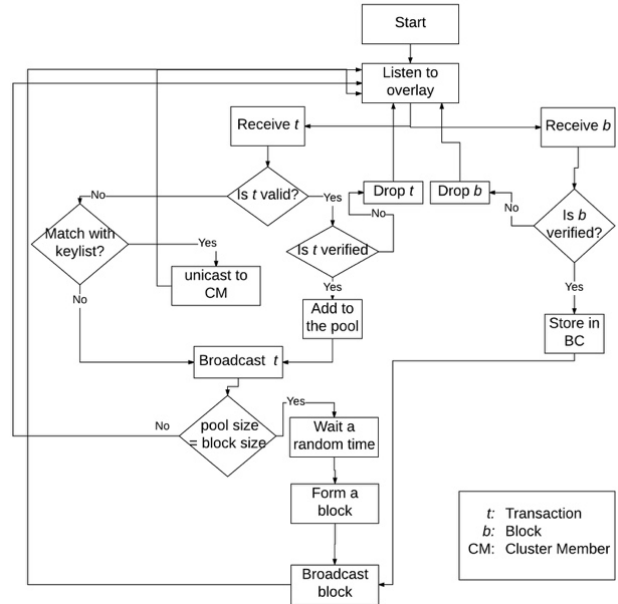 Start
Listen to
overlay
Receive t
Receive b
Is t valid?
Drop t
Drop b
No
Yes
No
No
Is b
verified?
Match with
keylist?
Yes
Is t verified
unicast to
CM
Yes
Yes
No
Add to
the pool
Store in
BC
Broadcast t
Yes
No
pool size
= block size
Wait a
random time
Form a
block
t: Transaction
b: Block
CM: Cluster Member
Broadcast
block